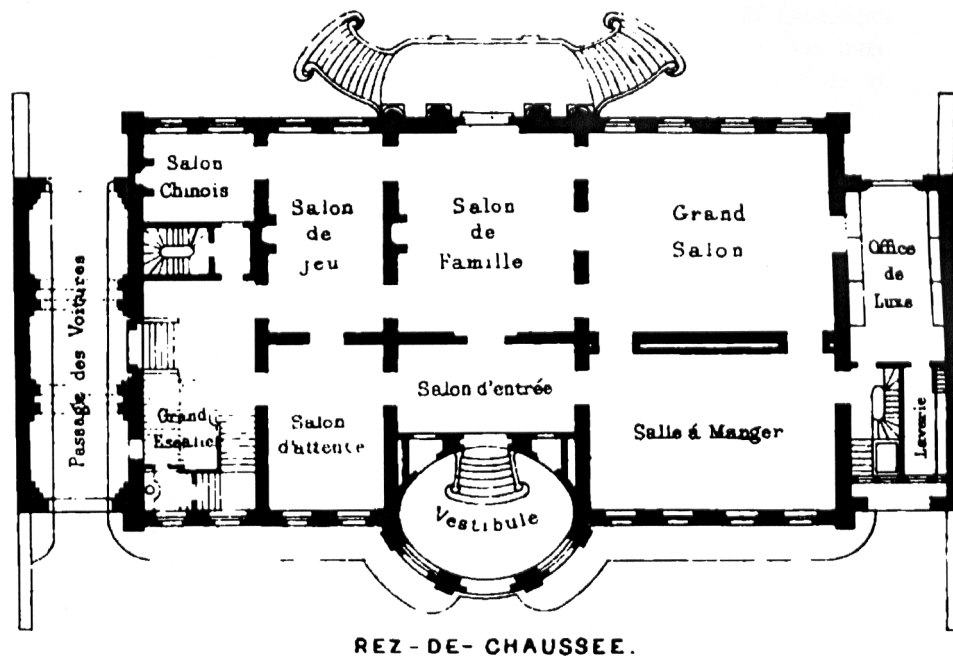 Salon
Chinois
Salon
de
jeu
Salon
de
Famille
Grand
Salon
Office
de
Luxe
Passage des Voitures
Grand
Escalier
Salon
d'attente
Salon d'entrée
Salle á Manger
Laverie
Vestibule
REZ-DE-CHAUSSEE.